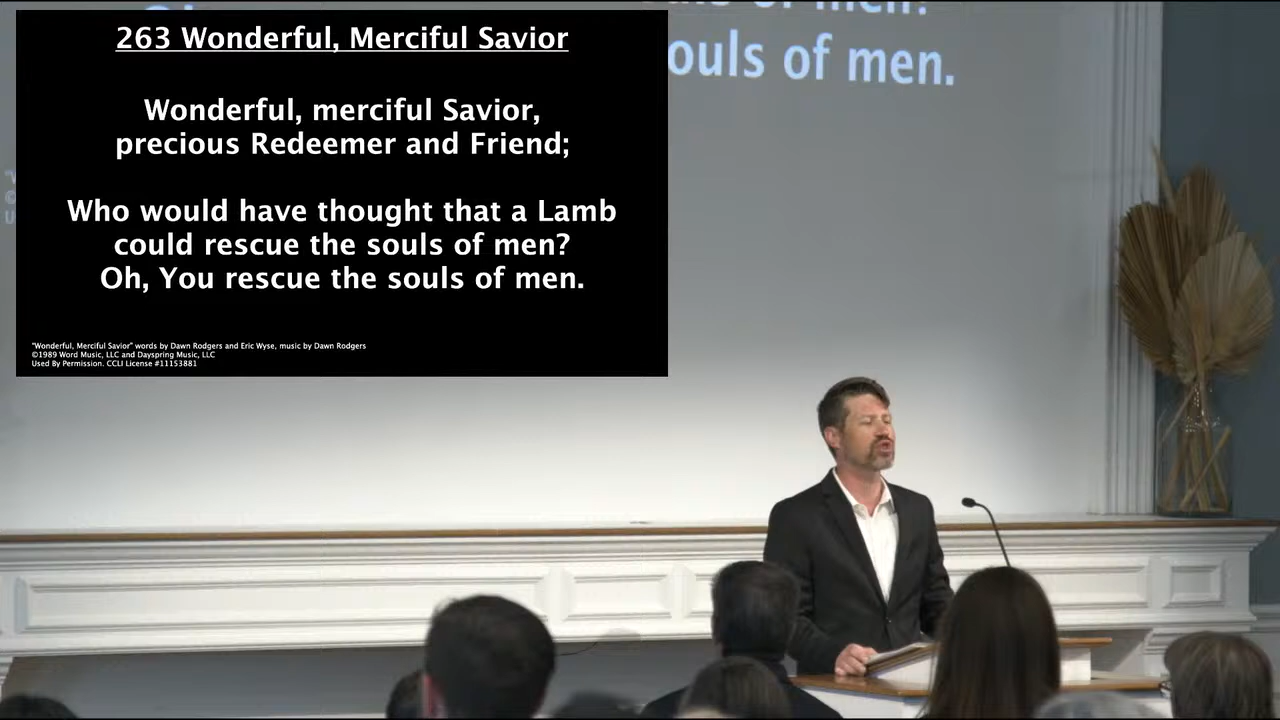 263 Wonderful, Merciful Savior
Wonderful, merciful Savior,
precious Redeemer and Friend;
Who would have thought that a Lamb
could rescue the souls of men?
Oh, You rescue the souls of men.
"Wonderful, Merciful Savior" words by Dawn Rodgers and Eric Wyse, music by Dawn Rodgers
©1989 Word Music, LLC and Dayspring Music, LLC
Used By Permission. CCLI License #11153881
of men?
ouls of men.